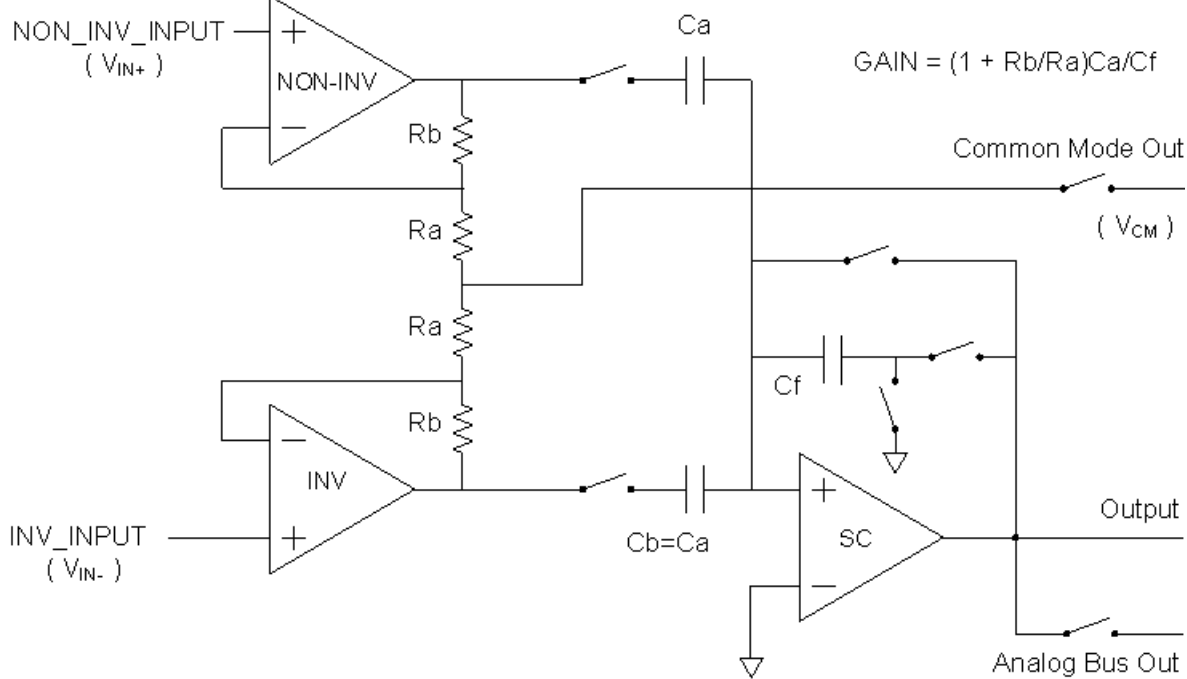 NON_INV_INPUT
( VIN+ )
+
NON-INV
−
Ca
GAIN = (1 + Rb/Ra)Ca/Cf
Rb
Common Mode Out
( VCM )
Ra
Ra
Cf
Rb
−
INV
+
INV_INPUT
( VIN- )
Cb=Ca
+
SC
−
Output
Analog Bus Out